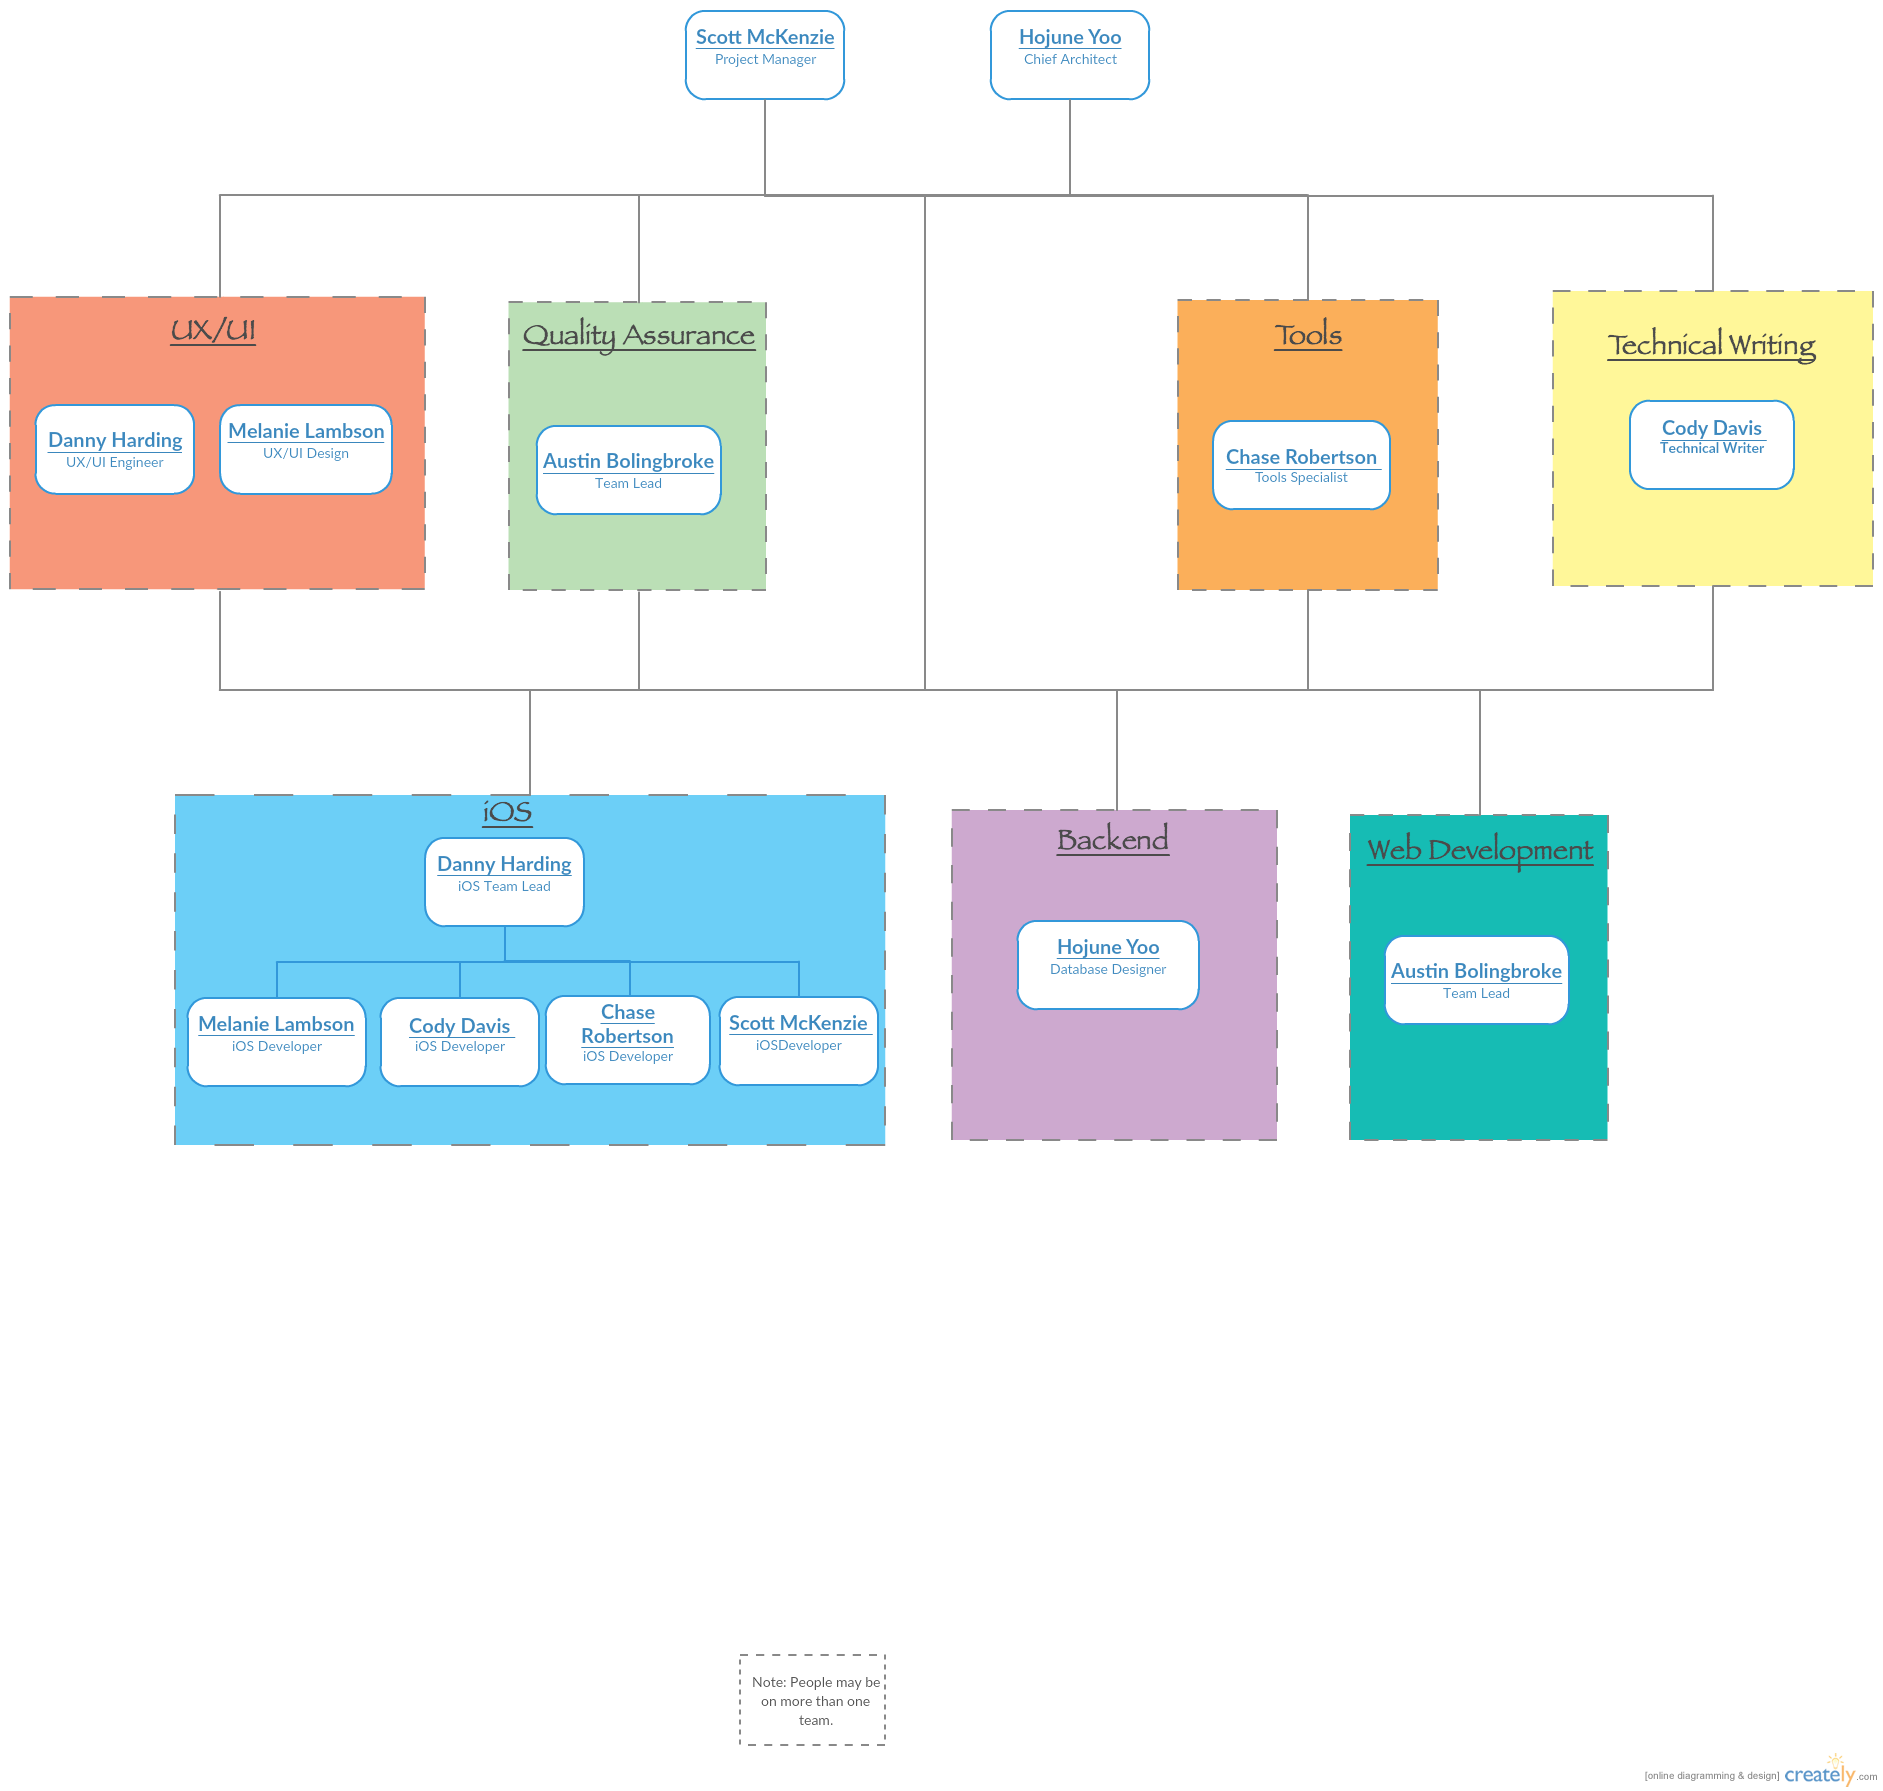 Scott McKenzie
Project Manager
Hojune Yoo
Chief Architect
UX/UI
Danny Harding
UX/UI Engineer
Melanie Lambson
UX/UI Design
Quality Assurance
Austin Bolingbroke
Team Lead
Tools
Chase Robertson
Tools Specialist
Technical Writing
Cody Davis
Technical Writer
iOS
Danny Harding
iOS Team Lead
Melanie Lambson
iOS Developer
Cody Davis
iOS Developer
Chase
Robertson
iOS Developer
Scott McKenzie
iOSDeveloper
Backend
Hojune Yoo
Database Designer
Web Development
Austin Bolingbroke
Team Lead
Note: People may be
on more than one
team.
[online diagramming & design] creately.com